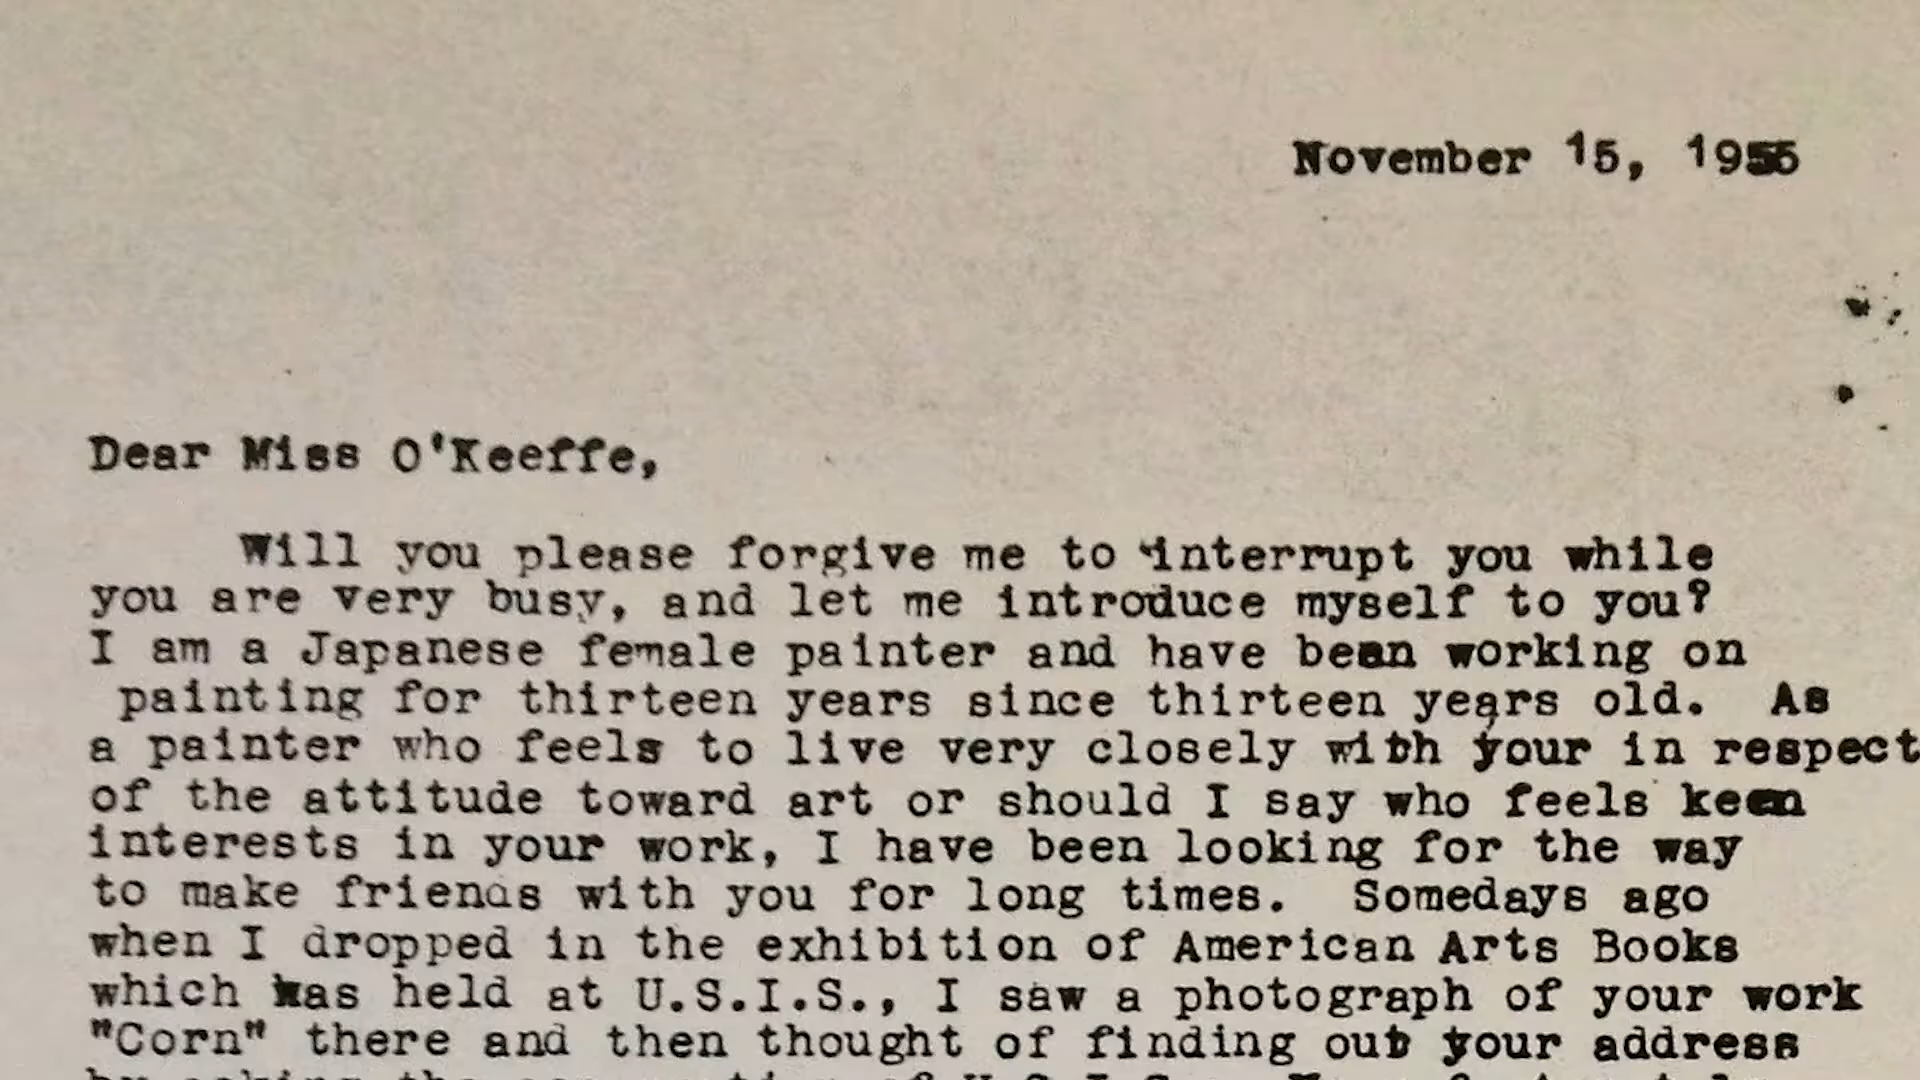 November 15, 1955
Dear Miss O'Keeffe,
Will you please forgive me to interrupt you while
you are very busy, and let me introduce myself to you?
I am a Japanese female painter and have been working on
painting for thirteen years since thirteen years old. As
a painter who feels to live very closely with your in respect
of the attitude toward art or should I say who feels keen
interests in your work, I have been looking for the way
to make friends with you for long times. Somedays ago
when I dropped in the exhibition of American Arts Books
which was held at U.S.I.S., I saw a photograph of your work
"Corn" there and then thought of finding out your address